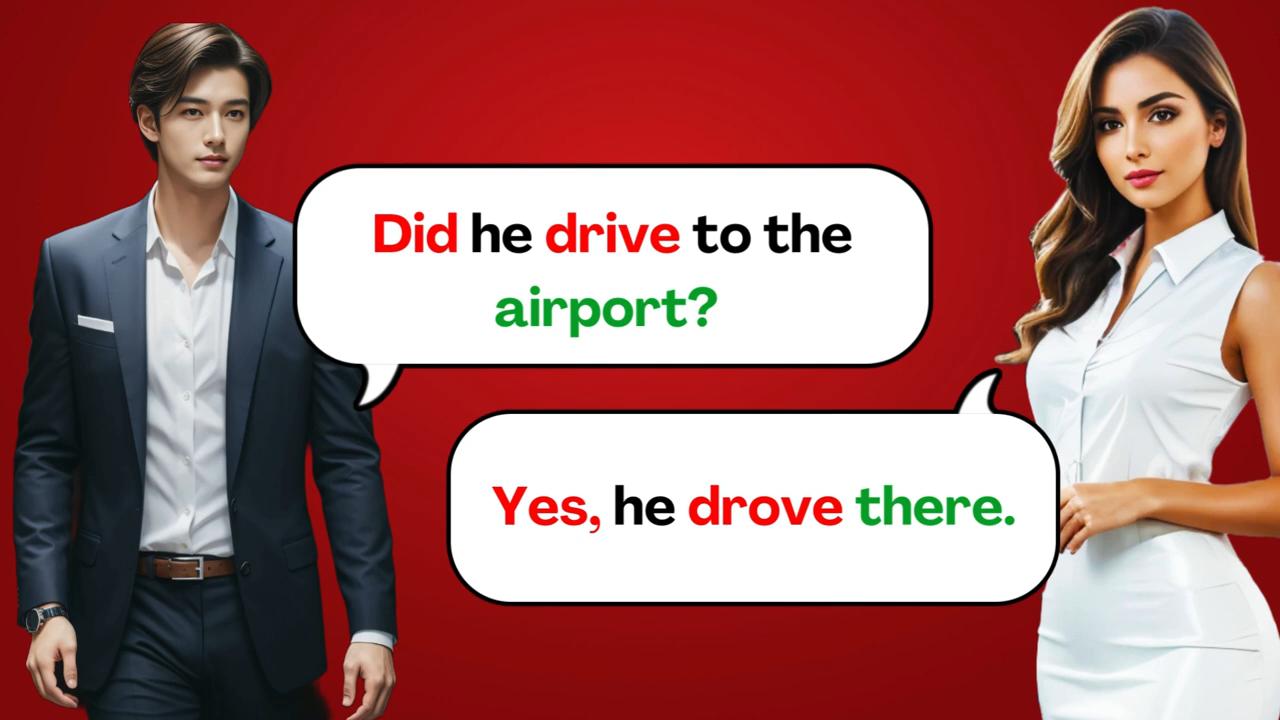 Did he drive to the
airport?
Yes, he drove there.